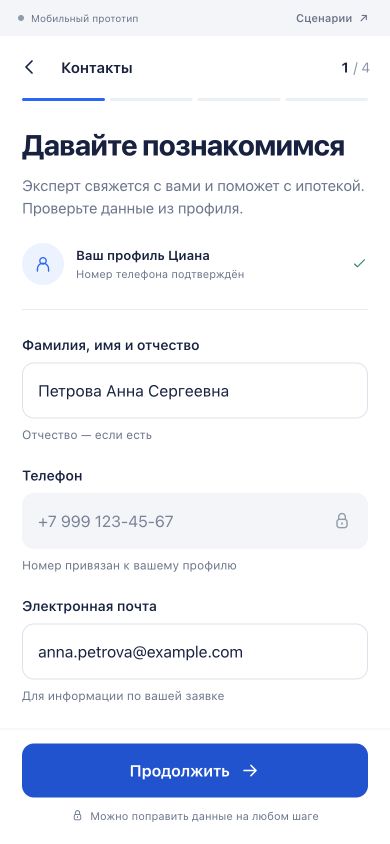 Мобильный прототип
Сценарии ↗
Контакты
1 / 4
Давайте познакомимся
Эксперт свяжется с вами и поможет с ипотекой.
Проверьте данные из профиля.
Ваш профиль Циана
Номер телефона подтверждён
Фамилия, имя и отчество
Петрова Анна Сергеевна
Отчество — если есть
Телефон
+7 999 123-45-67
Номер привязан к вашему профилю
Электронная почта
anna.petrova@example.com
Для информации по вашей заявке
Продолжить →
Можно поправить данные на любом шаге